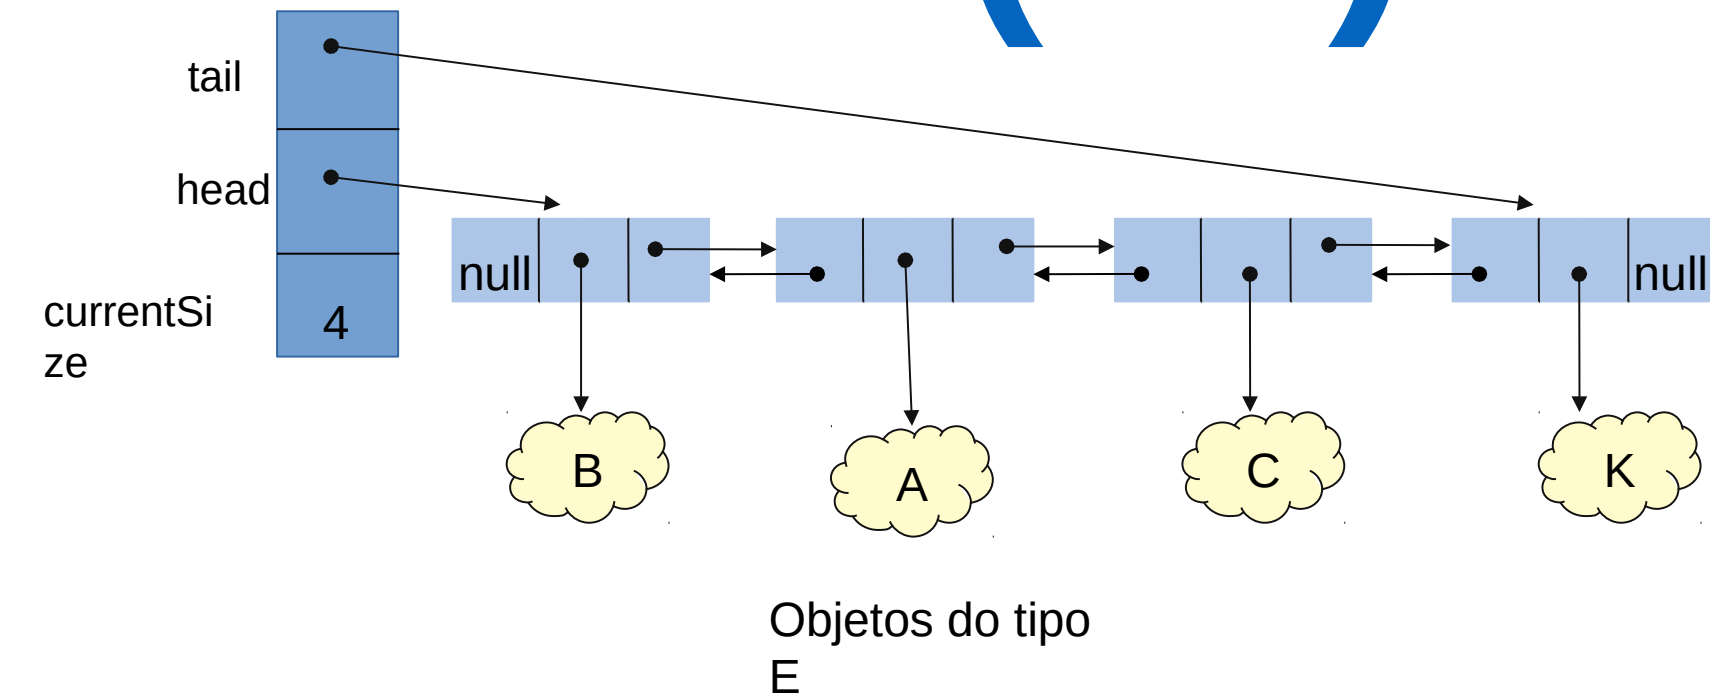 tail
head
null
null
currentSi
ze
4
B
A
C
K
Objetos do tipo
E